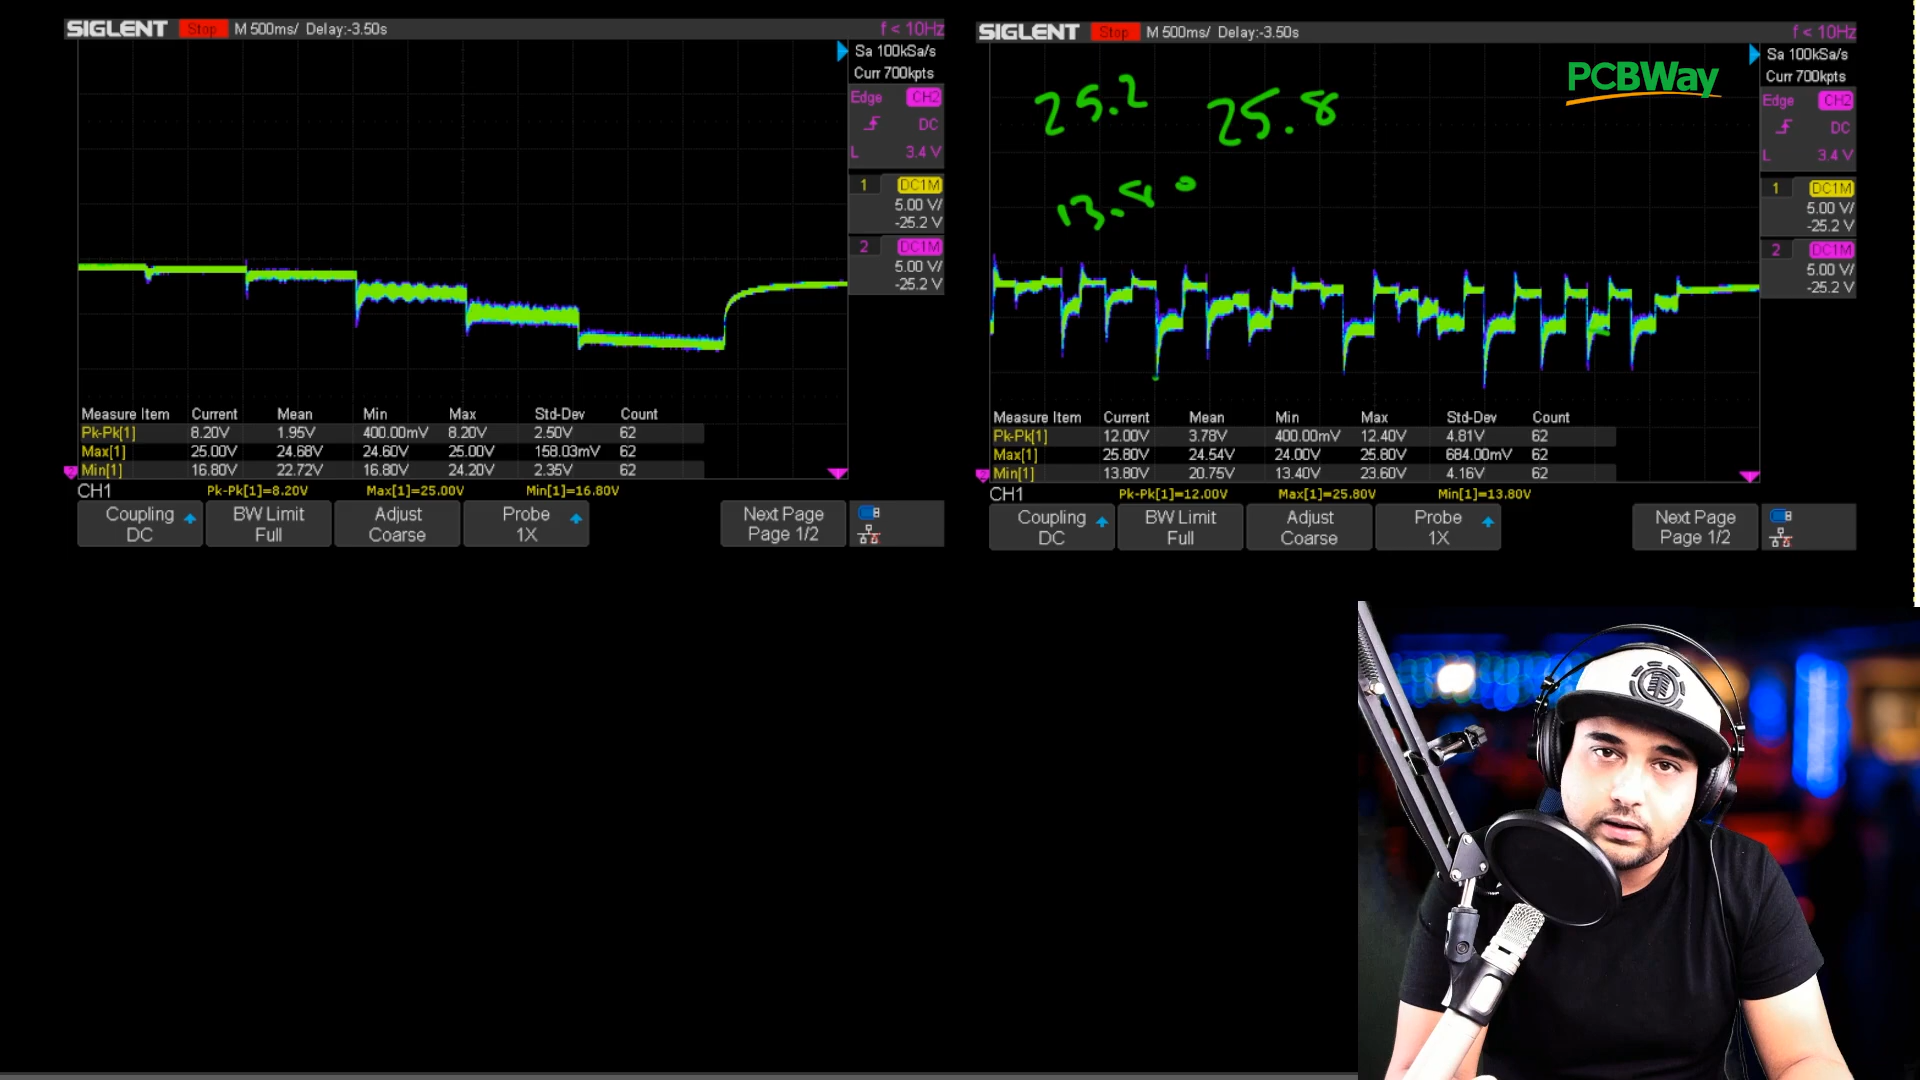 SIGLENT Stop M 500ms/ Delay:-3.50s f < 10Hz
Sa 100kSa/s
Curr 700kpts
Edge CH2
DC
L 3.4 V
1 DC1M
5.00 V/
-25.2 V
2 DC1M
5.00 V/
-25.2 V
Measure Item Current Mean Min Max Std-Dev Count
Pk-Pk[1] 8.20V 1.95V 400.00mV 8.20V 2.50V 62
Max[1] 25.00V 24.68V 24.60V 25.00V 158.03mV 62
Min[1] 16.80V 22.72V 16.80V 24.20V 2.35V 62
CH1 Pk-Pk[1]=8.20V Max[1]=25.00V Min[1]=16.80V
Coupling BW Limit Adjust Probe Next Page
DC Full Coarse 1X Page 1/2
SIGLENT Stop M 500ms/ Delay:-3.50s f < 10Hz
Sa 100kSa/s
Curr 700kpts
PCBWay
Edge CH2
DC
L 3.4 V
1 DC1M
5.00 V/
-25.2 V
2 DC1M
5.00 V/
-25.2 V
25.2 25.8
Measure Item Current Mean Min Max Std-Dev Count
Pk-Pk[1] 12.00V 3.78V 400.00mV 12.40V 4.81V 62
Max[1] 25.80V 24.54V 24.00V 25.80V 684.00mV 62
Min[1] 13.80V 20.75V 13.40V 23.60V 4.16V 62
CH1 Pk-Pk[1]=12.00V Max[1]=25.80V Min[1]=13.80V
Coupling BW Limit Adjust Probe Next Page
DC Full Coarse 1X Page 1/2